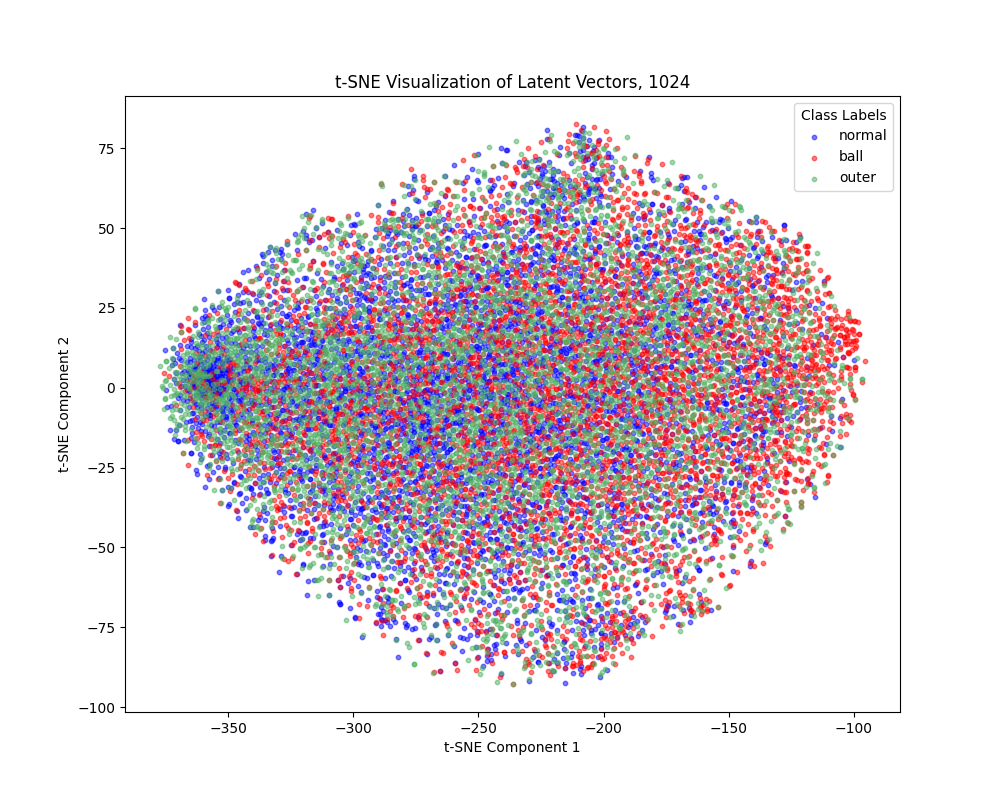 t-SNE Visualization of Latent Vectors, 1024
Class Labels
normal
ball
outer
t-SNE Component 2
75
50
25
0
−25
−50
−75
−100
−350
−300
−250
−200
−150
−100
t-SNE Component 1